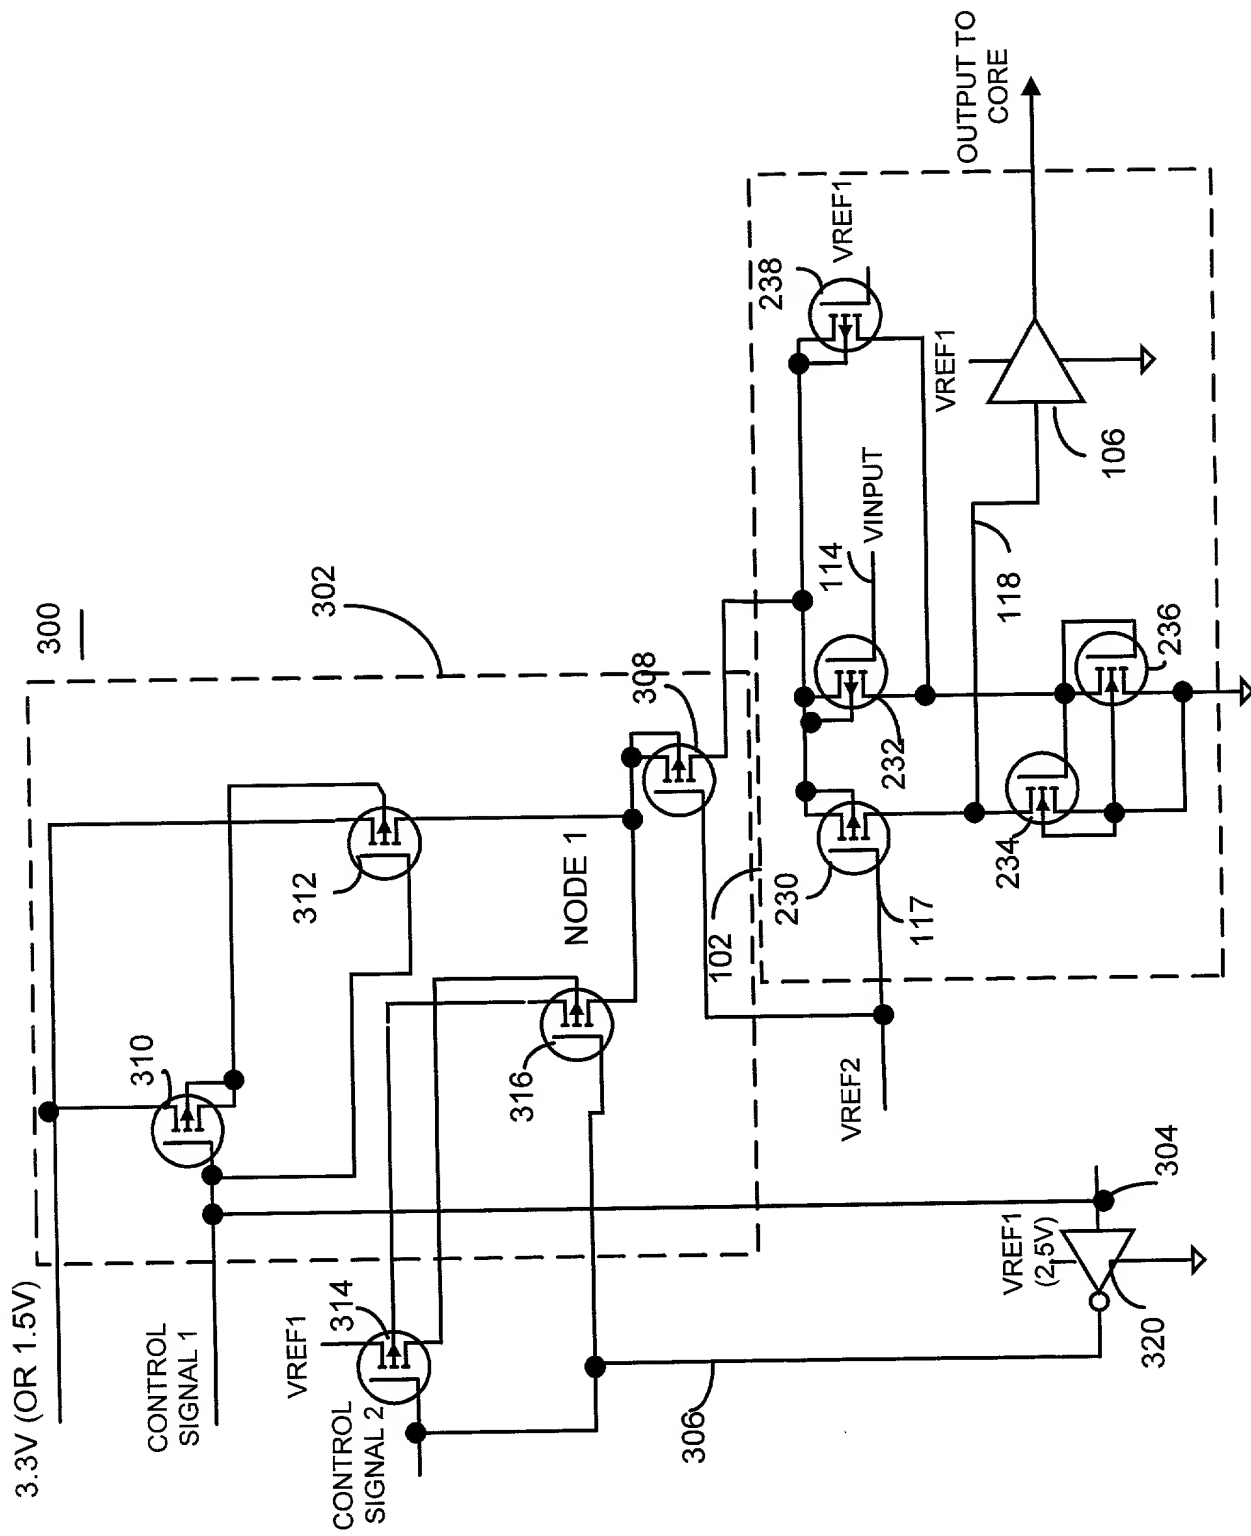 300
302
3.3V (OR 1.5V)
CONTROL
SIGNAL 1
310
312
VREF1
314
CONTROL
SIGNAL 2
316
NODE 1
308
306
VREF1
(2.5V)
304
320
VREF2
102
117
230
232
114
VINPUT
238
VREF1
234
236
118
VREF1
106
OUTPUT TO
CORE